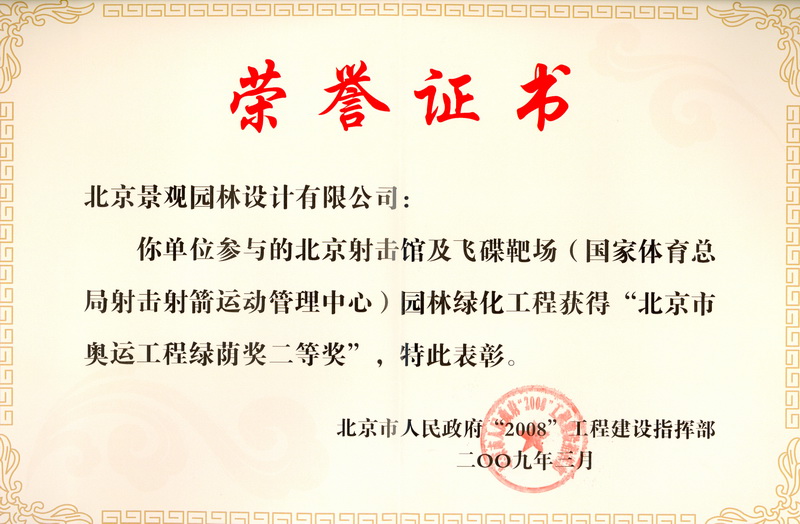 荣誉证书
北京景观园林设计有限公司：
你单位参与的北京射击馆及飞碟靶场（国家体育总
局射击射箭运动管理中心）园林绿化工程获得“北京市
奥运工程绿荫奖二等奖”，特此表彰。
北京市人民政府“2008”工程建设指挥部
二〇〇九年三月